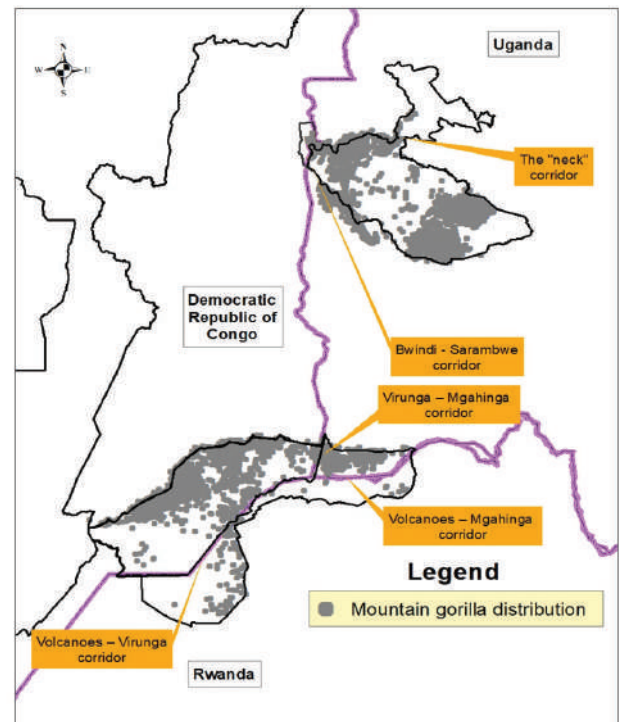 N
W
U
S
Uganda
The "neck"
corridor
Democratic
Republic of
Congo
Bwindi - Sarambwe
corridor
Virunga – Mgahinga
corridor
Volcanoes – Mgahinga
corridor
Legend
Mountain gorilla distribution
Volcanoes – Virunga
corridor
Rwanda